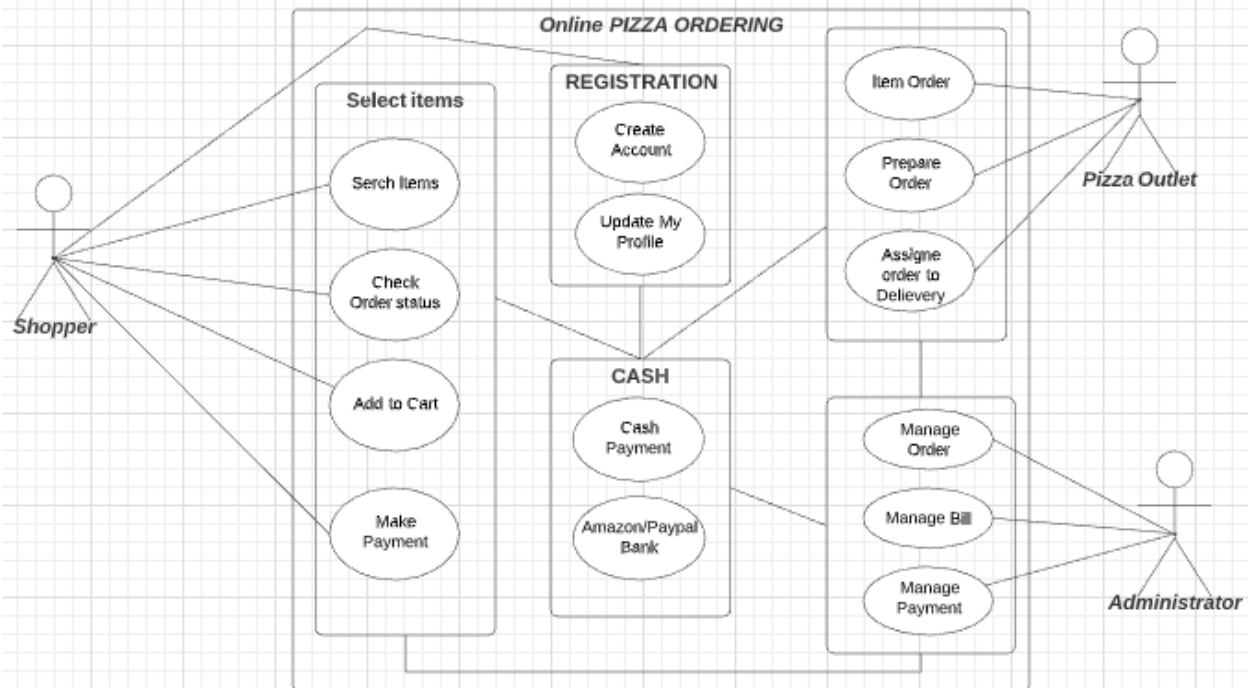 Online PIZZA ORDERING
Select items
Serch Items
Check
Order status
Add to Cart
Make
Payment
REGISTRATION
Create
Account
Update My
Profile
CASH
Cash
Payment
Amazon/Paypal
Bank
Item Order
Prepare
Order
Assigne
order to
Delievery
Manage
Order
Manage Bill
Manage
Payment
Shopper
Pizza Outlet
Administrator